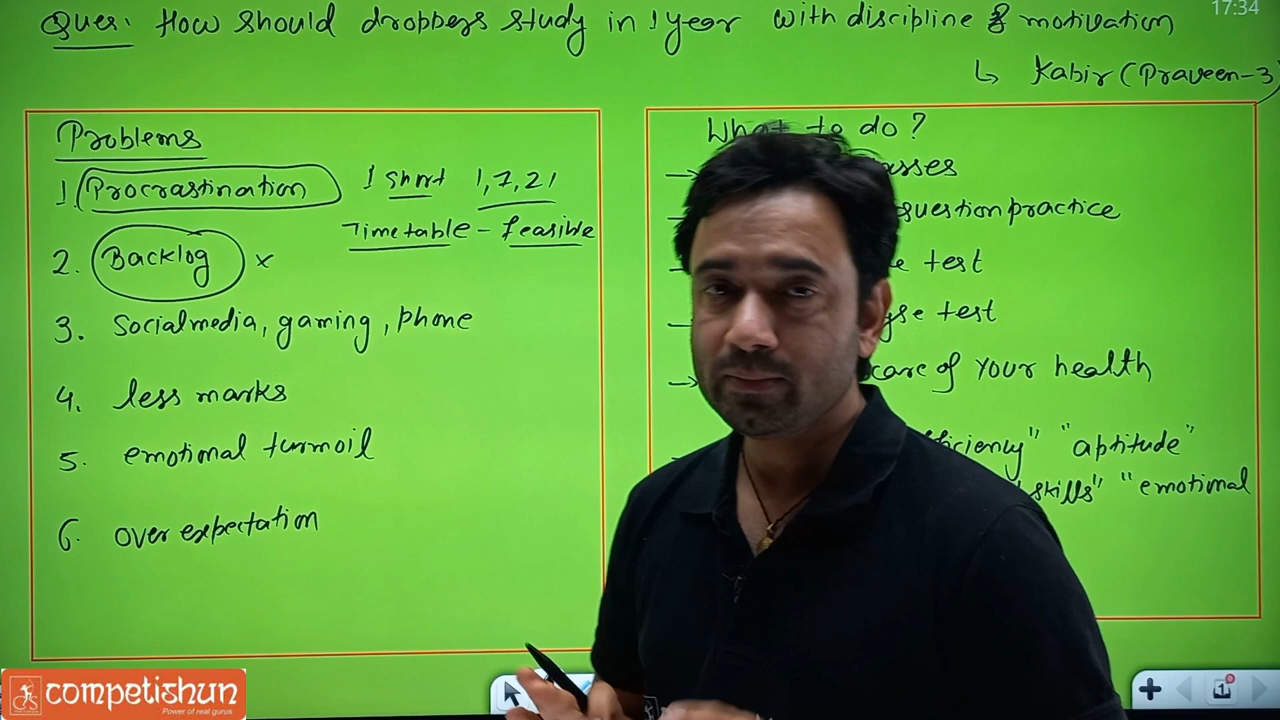 Ques: How should droppers study in 1 year with discipline & motivation
17:34
↳ Kabir (Praveen-3)
Problems
1. Procrastination
1 short 1, 7, 21
Timetable - feasible
2. Backlog ×
3. Socialmedia, gaming, phone
4. less marks
5. emotional turmoil
6. over expectation
What to do?
→
→ question practice
→ test
→ test
→ care of your health
"aptitude"
skills" "emotional
competishun
Power of real gurus
1